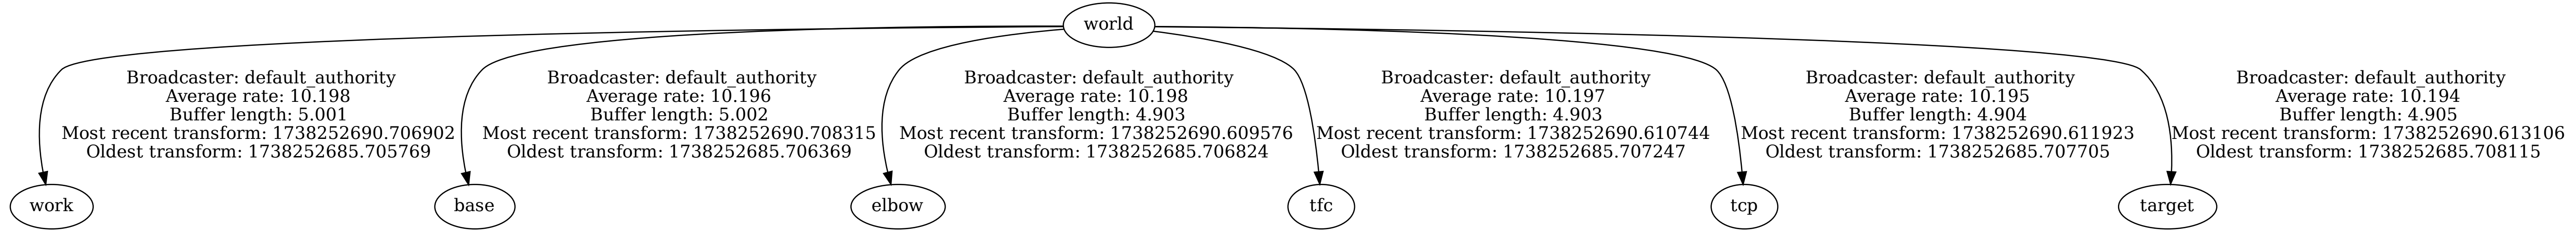 world
Broadcaster: default_authority
Average rate: 10.198
Buffer length: 5.001
Most recent transform: 1738252690.706902
Oldest transform: 1738252685.705769
Broadcaster: default_authority
Average rate: 10.196
Buffer length: 5.002
Most recent transform: 1738252690.708315
Oldest transform: 1738252685.706369
Broadcaster: default_authority
Average rate: 10.198
Buffer length: 4.903
Most recent transform: 1738252690.609576
Oldest transform: 1738252685.706824
Broadcaster: default_authority
Average rate: 10.197
Buffer length: 4.903
Most recent transform: 1738252690.610744
Oldest transform: 1738252685.707247
Broadcaster: default_authority
Average rate: 10.195
Buffer length: 4.904
Most recent transform: 1738252690.611923
Oldest transform: 1738252685.707705
Broadcaster: default_authority
Average rate: 10.194
Buffer length: 4.905
Most recent transform: 1738252690.613106
Oldest transform: 1738252685.708115
work
base
elbow
tfc
tcp
target